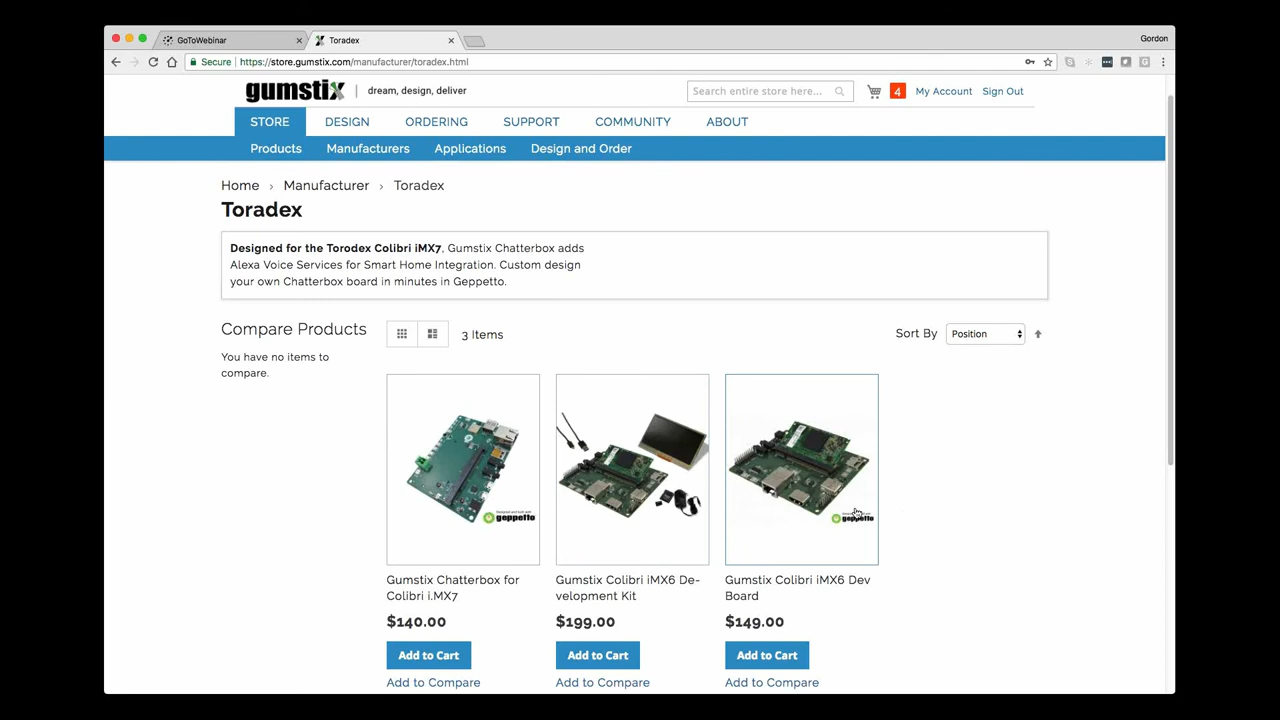 GoToWebinar
Toradex
Gordon
Secure
https://store.gumstix.com/manufacturer/toradex.html
gumstix
dream, design, deliver
Search entire store here...
4
My Account
Sign Out
STORE
DESIGN
ORDERING
SUPPORT
COMMUNITY
ABOUT
Products
Manufacturers
Applications
Design and Order
Home › Manufacturer › Toradex
Toradex
Designed for the Torodex Colibri iMX7, Gumstix Chatterbox adds
Alexa Voice Services for Smart Home Integration. Custom design
your own Chatterbox board in minutes in Geppetto.
Compare Products
You have no items to
compare.
3 Items
Sort By
Position
geppetto
geppetto
Gumstix Chatterbox for
Colibri i.MX7
$140.00
Add to Cart
Add to Compare
Gumstix Colibri iMX6 De-
velopment Kit
$199.00
Add to Cart
Add to Compare
Gumstix Colibri iMX6 Dev
Board
$149.00
Add to Cart
Add to Compare